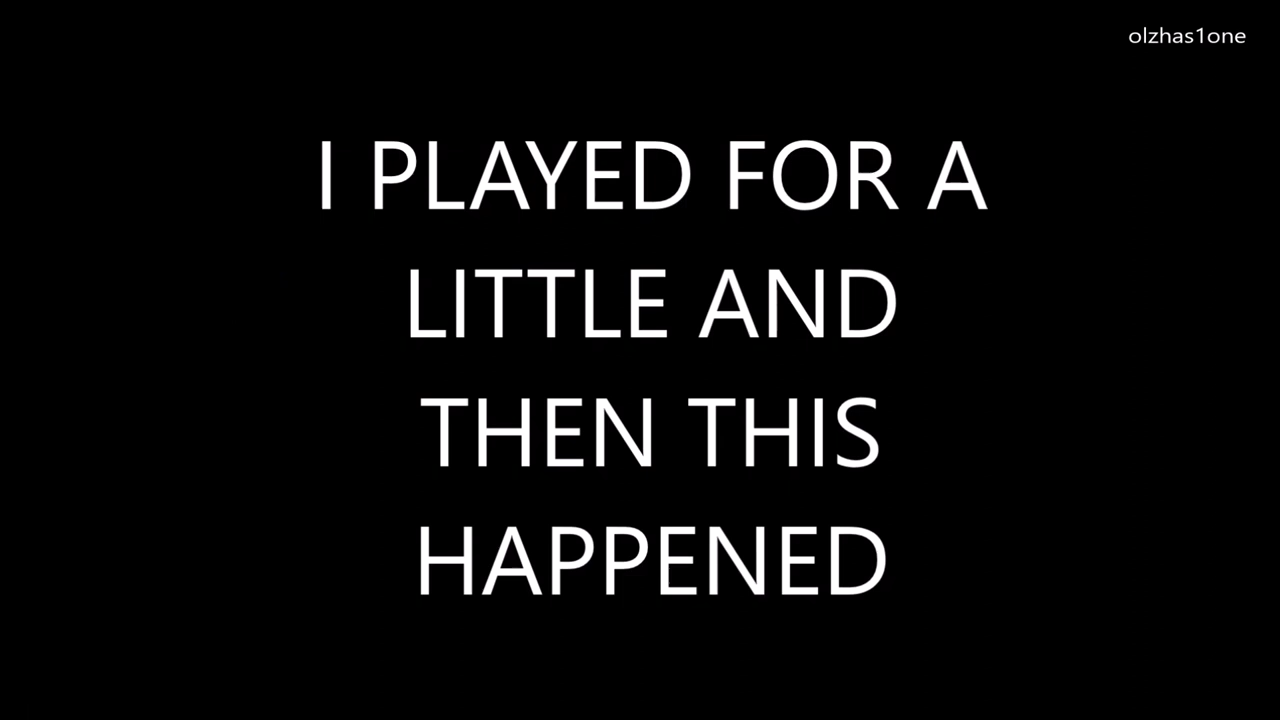 olzhas1one
I PLAYED FOR A
LITTLE AND
THEN THIS
HAPPENED